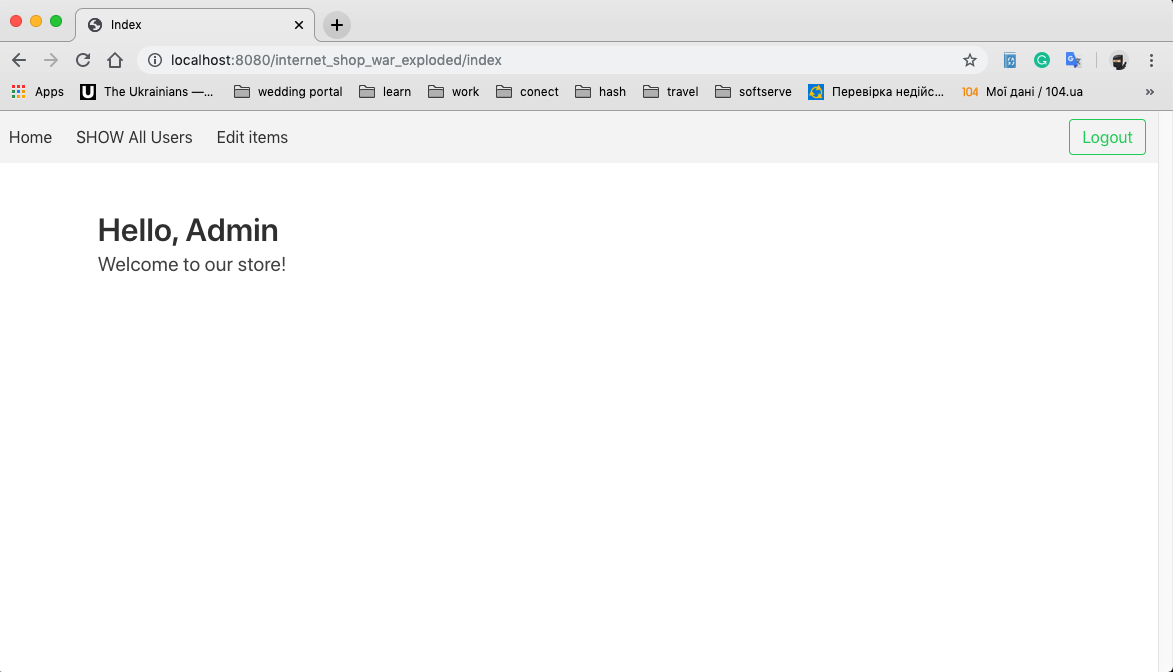 Index
localhost:8080/internet_shop_war_exploded/index
Apps U The Ukrainians —... wedding portal learn work conect hash travel softserve Перевірка недійс... 104 Мої дані / 104.ua »
Home SHOW All Users Edit items Logout
Hello, Admin
Welcome to our store!